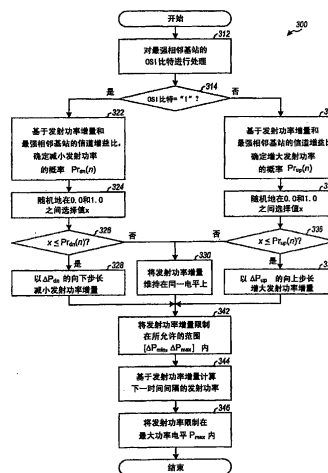 开始
300
312
对最强相邻基站的
OSI比特进行处理
314
OSI比特="1"?
是
否
322
基于发射功率增量和
最强相邻基站的信道增益比,
确定减小发射功率
的概率 Prdn(n)
基于发射功率增量和
最强相邻基站的信道增益比,
确定增大发射功率
的概率 Prup(n)
324
随机地在0.0和1.0
之间选择值x
随机地在0.0和1.0
之间选择值x
326
x ≤ Prdn(n)?
否
否
336
x ≤ Prup(n)?
是
是
328
以 ΔPdn 的向下步长
减小发射功率增量
330
将发射功率增量
维持在同一电平上
以 ΔPup 的向上步长
增大发射功率增量
342
将发射功率增量限制
在所允许的范围
[ΔPmin, ΔPmax] 内
344
基于发射功率增量计算
下一时间间隔的发射功率
346
将发射功率限制在
最大功率电平 Pmax 内
结束